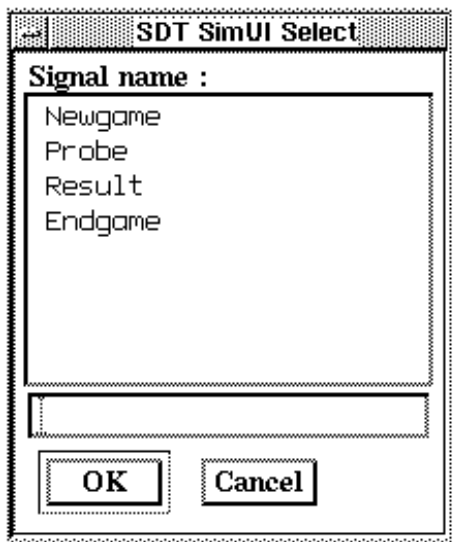 SDT SimUI Select
Signal name :
Newgame
Probe
Result
Endgame
OK Cancel